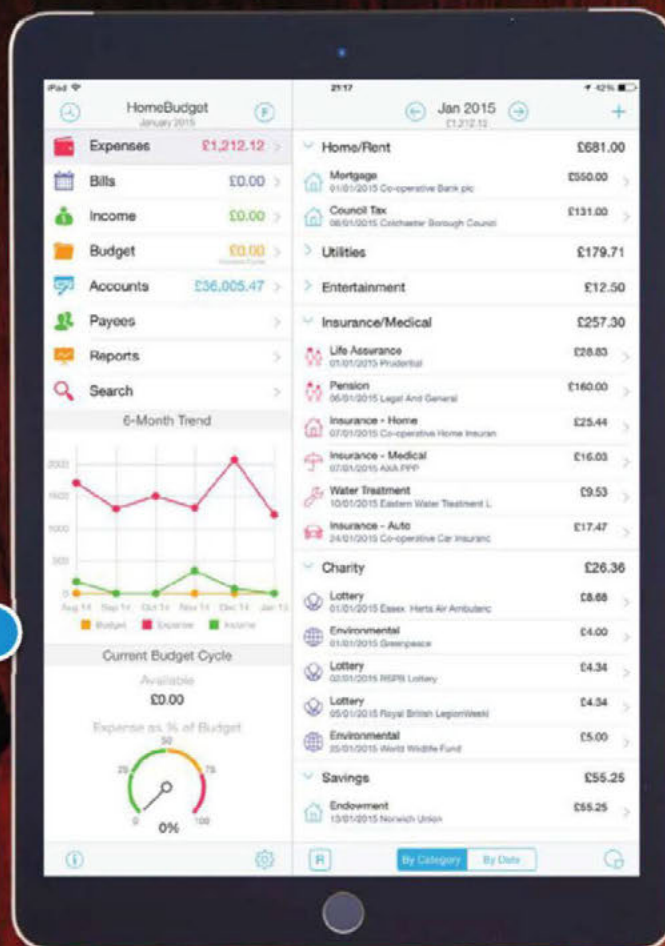 iPad
HomeBudget
January 2015
P
Expenses £1,212.12
Bills £0.00
Income £0.00
Budget £0.00
Accounts £36,005.47
Payees
Reports
Search
6-Month Trend
2000
1500
1000
500
0
Aug 14 Sep 14 Oct 14 Nov 14 Dec 14 Jan 15
Budget Expense Income
Current Budget Cycle
Available
£0.00
Expense as % of Budget
50
25 75
0 100
0%
21:17 42%
Jan 2015
£1,212.12
Home/Rent £681.00
Mortgage £550.00
01/01/2015 Co-operative Bank plc
Council Tax £131.00
06/01/2015 Colchester Borough Council
Utilities £179.71
Entertainment £12.50
Insurance/Medical £257.30
Life Assurance £28.83
01/01/2015 Prudential
Pension £160.00
06/01/2015 Legal And General
Insurance - Home £25.44
07/01/2015 Co-operative Home Insuran
Insurance - Medical £16.03
07/01/2015 AXA PPP
Water Treatment £9.53
10/01/2015 Eastern Water Treatment L
Insurance - Auto £17.47
24/01/2015 Co-operative Car Insuranc
Charity £26.36
Lottery £8.68
01/01/2015 Essex Herts Air Ambulanc
Environmental £4.00
01/01/2015 Greenpeace
Lottery £4.34
02/01/2015 RSPB Lottery
Lottery £4.34
05/01/2015 Royal British LegionWeekl
Environmental £5.00
25/01/2015 World Wildlife Fund
Savings £55.25
Endowment £55.25
13/01/2015 Norwich Union
R By Category By Date